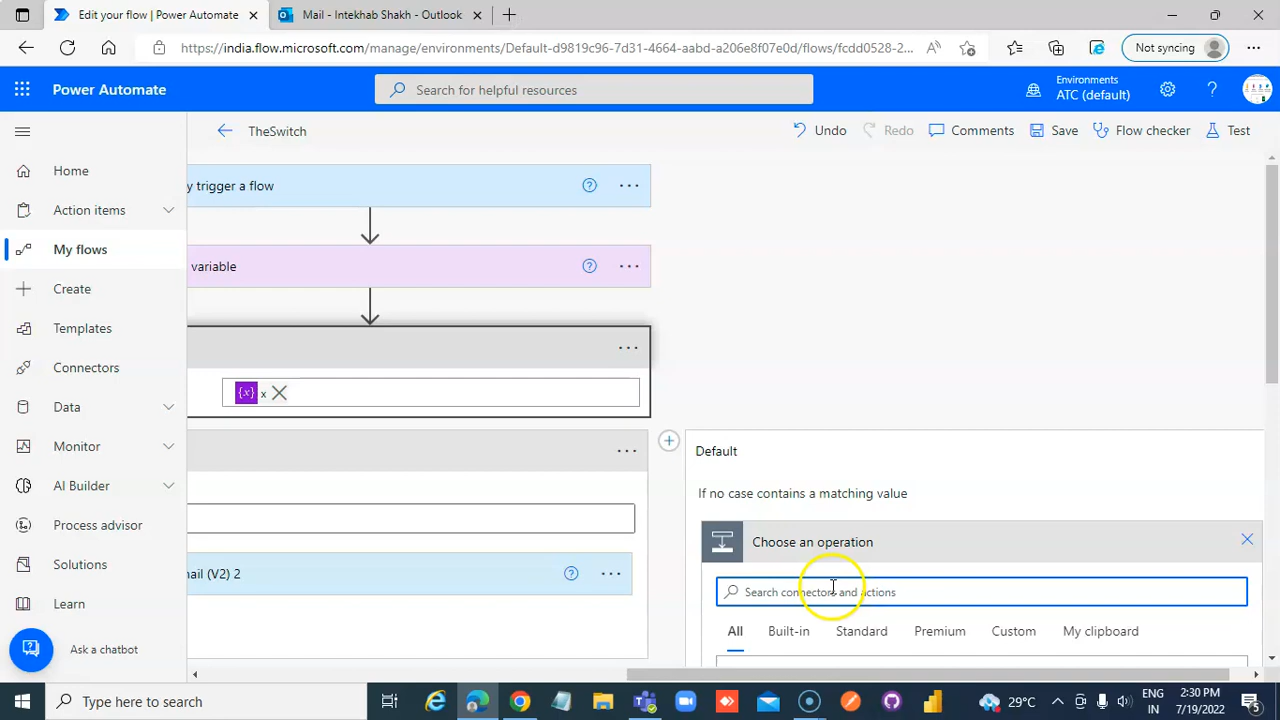 Edit your flow | Power Automate
Mail - Intekhab Shakh - Outlook
https://india.flow.microsoft.com/manage/environments/Default-d9819c96-7d31-4664-aabd-a206e8f07e0d/flows/fcdd0528-2...
Not syncing
Power Automate
Search for helpful resources
Environments
ATC (default)
TheSwitch
Undo
Redo
Comments
Save
Flow checker
Test
Home
Action items
My flows
Create
Templates
Connectors
Data
Monitor
AI Builder
Process advisor
Solutions
Learn
Ask a chatbot
y trigger a flow
variable
{x} x
Default
If no case contains a matching value
Choose an operation
Search connectors and actions
All
Built-in
Standard
Premium
Custom
My clipboard
ail (V2) 2
Type here to search
29°C
ENG
IN
2:30 PM
7/19/2022
5